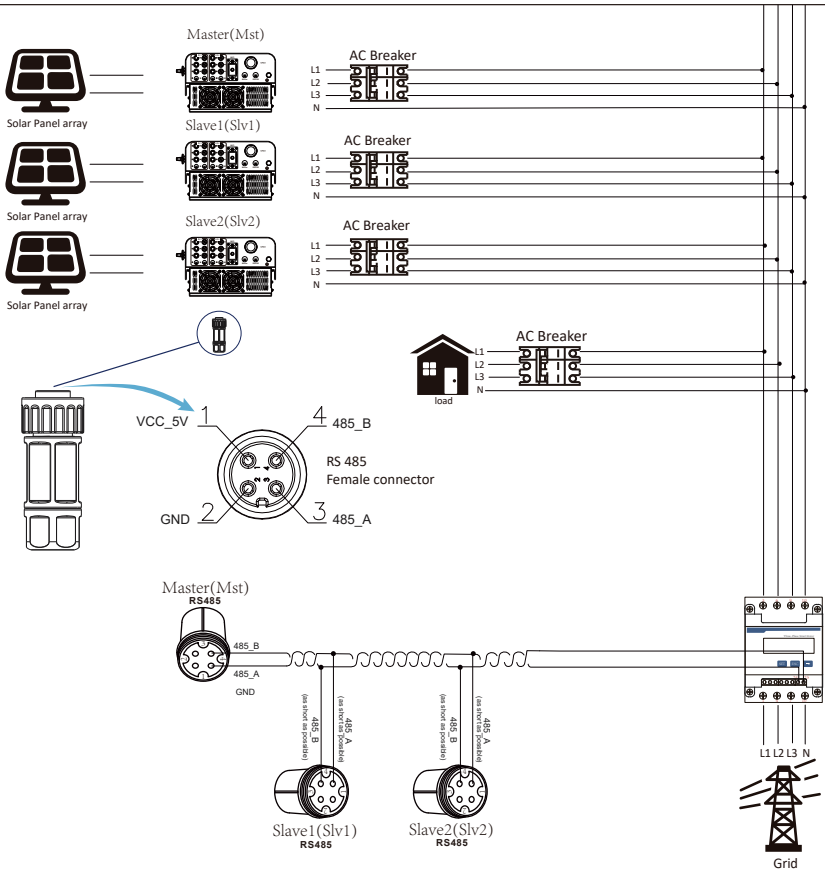 Master(Mst)
AC Breaker
L1
L2
L3
N
Solar Panel array
Slave1(Slv1)
AC Breaker
L1
L2
L3
N
Solar Panel array
Slave2(Slv2)
AC Breaker
L1
L2
L3
N
Solar Panel array
AC Breaker
L1
L2
L3
N
load
VCC_5V 1
4 485_B
1 4
2 3
RS 485
Female connector
GND 2
3 485_A
Master(Mst)
RS485
485_B
485_A
GND
485_B
(as short as possible)
485_A
(as short as possible)
485_B
(as short as possible)
485_A
(as short as possible)
L1 L2 L3 N
Slave1(Slv1)
RS485
Slave2(Slv2)
RS485
Grid